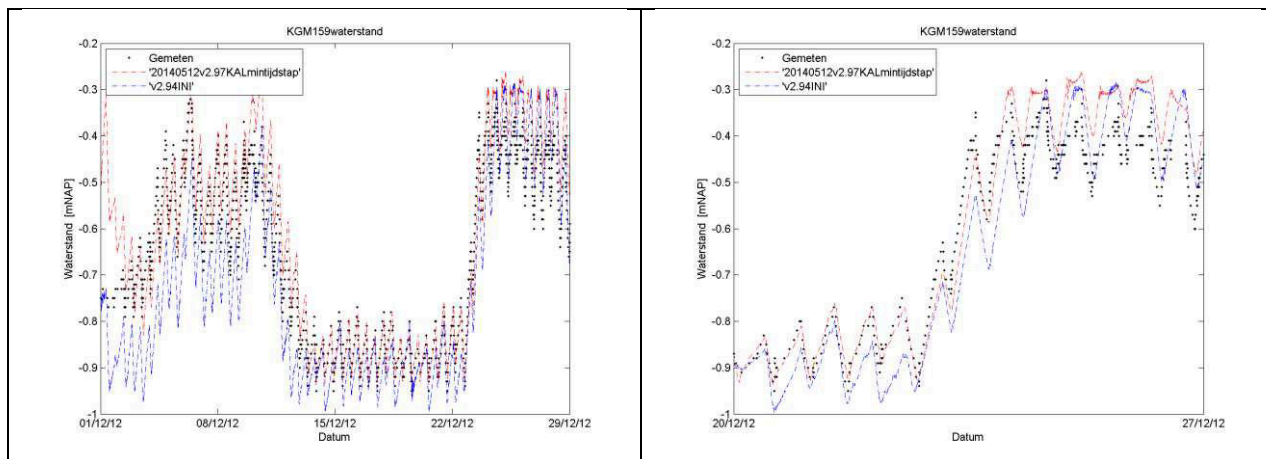 KGM159waterstand
-0.2
Gemeten
'20140512v2.97KALmintijdstap'
'v2.94INI'
-0.3
-0.4
-0.5
-0.6
-0.7
-0.8
-0.9
-1
Waterstand [mNAP]
01/12/12
08/12/12
15/12/12
22/12/12
29/12/12
Datum
KGM159waterstand
-0.2
Gemeten
'20140512v2.97KALmintijdstap'
'v2.94INI'
-0.3
-0.4
-0.5
-0.6
-0.7
-0.8
-0.9
-1
Waterstand [mNAP]
20/12/12
27/12/12
Datum